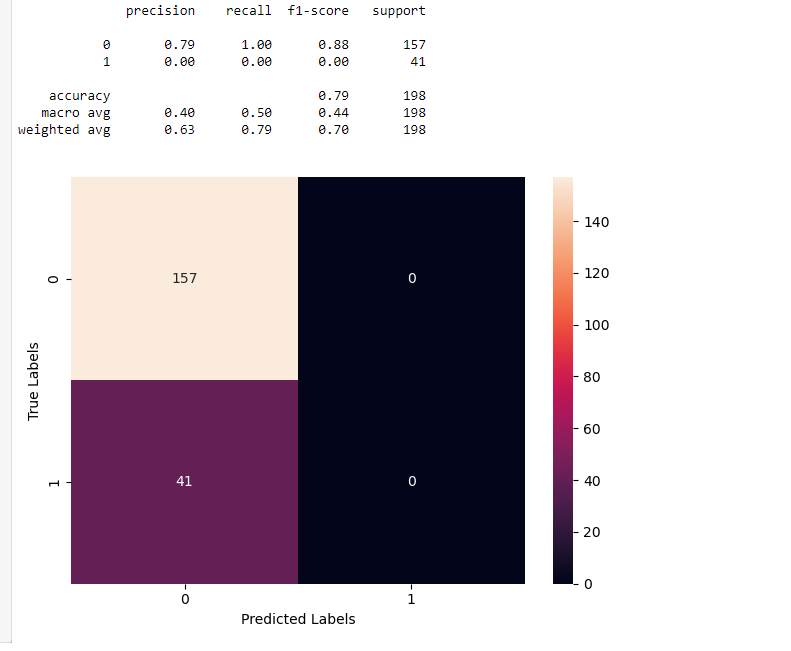 precision recall f1-score support
0 0.79 1.00 0.88 157
1 0.00 0.00 0.00 41
accuracy 0.79 198
macro avg 0.40 0.50 0.44 198
weighted avg 0.63 0.79 0.70 198
140
120
100
80
60
40
20
0
True Labels
0
1
157 0
41 0
0 1
Predicted Labels